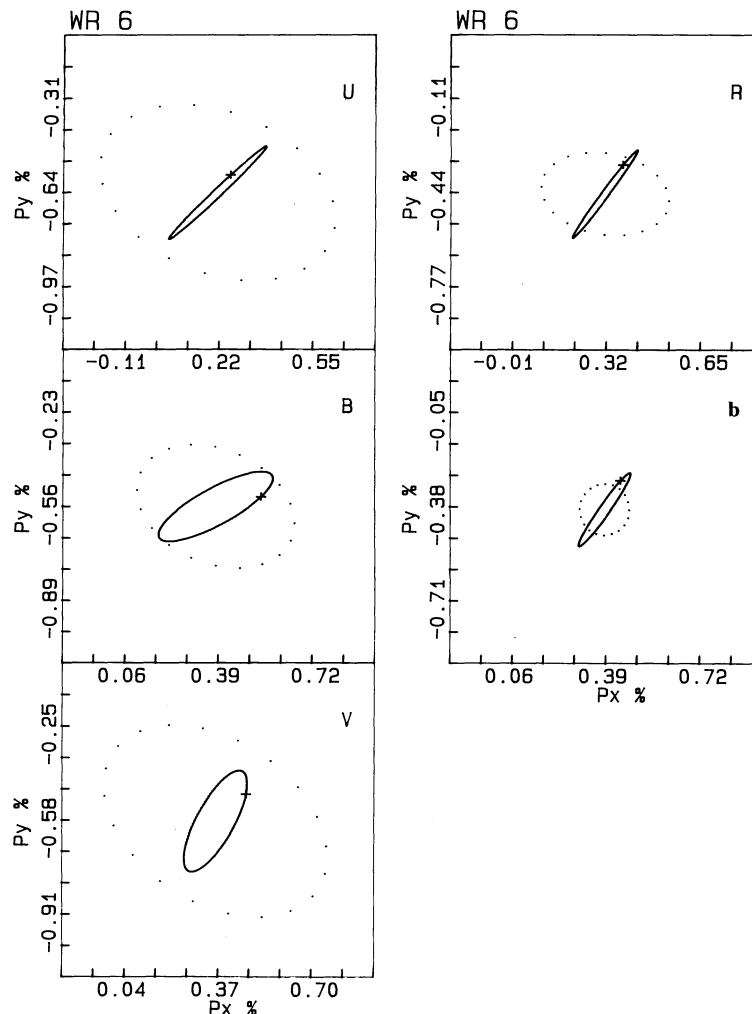 WR 6
U
Py %
-0.31
-0.64
-0.97
-0.11 0.22 0.55
B
Py %
-0.23
-0.56
-0.89
0.06 0.39 0.72
V
Py %
-0.25
-0.58
-0.91
0.04 0.37 0.70
Px %
WR 6
R
Py %
-0.11
-0.44
-0.77
-0.01 0.32 0.65
b
Py %
-0.05
-0.38
-0.71
0.06 0.39 0.72
Px %